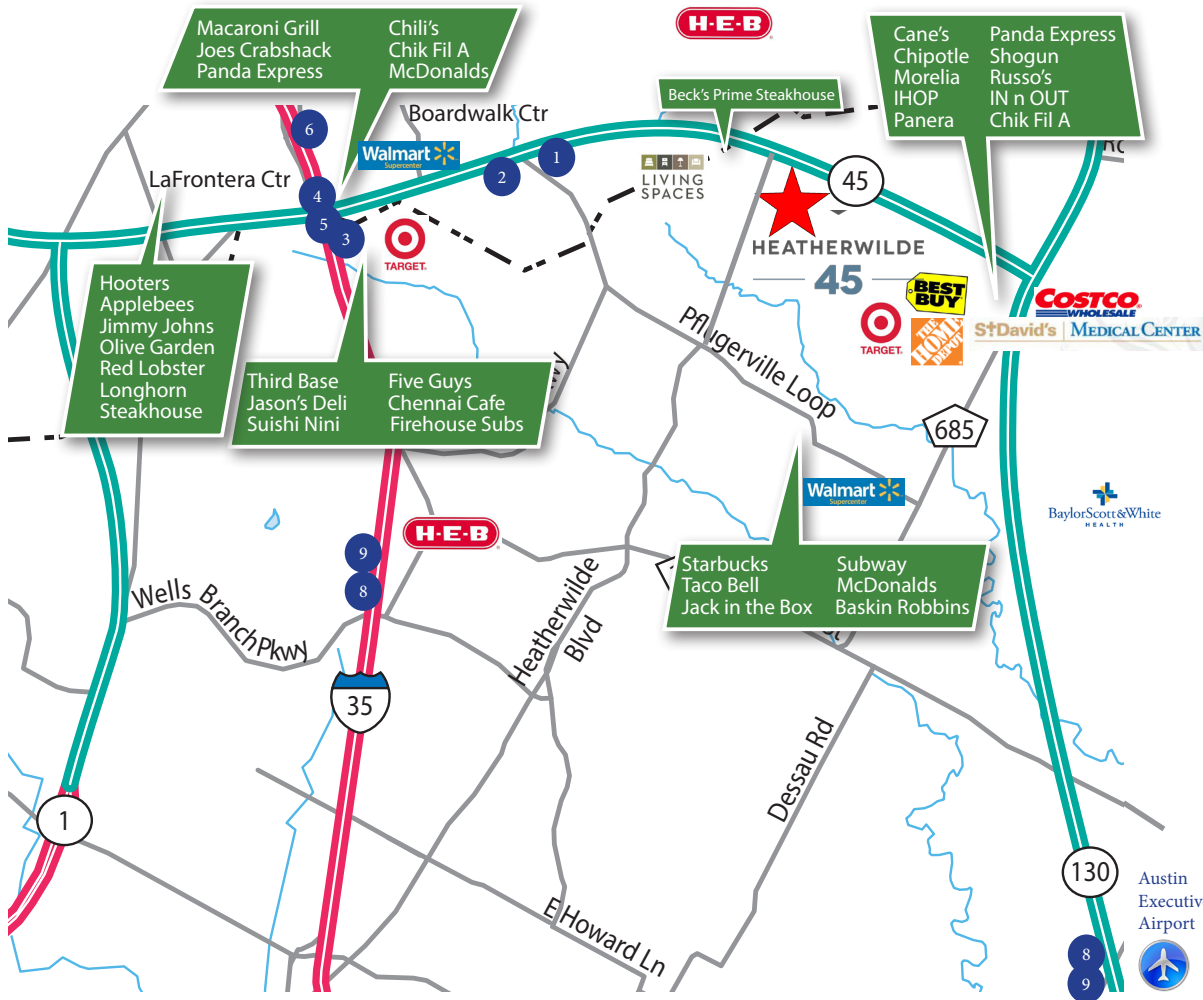 H-E-B
Macaroni Grill
Joes Crabshack
Panda Express
Chili's
Chik Fil A
McDonalds
Cane's
Chipotle
Morelia
IHOP
Panera
Panda Express
Shogun
Russo's
IN n OUT
Chik Fil A
Beck's Prime Steakhouse
Boardwalk Ctr
6
Walmart
Supercenter
1
2
LIVING
SPACES
45
LaFrontera Ctr
4
5
3
TARGET
HEATHERWILDE
45
BEST
BUY
TARGET
THE
HOME
DEPOT
COSTCO
WHOLESALE
St David's | MEDICAL CENTER
Hooters
Applebees
Jimmy Johns
Olive Garden
Red Lobster
Longhorn
Steakhouse
Third Base
Jason's Deli
Suishi Nini
Five Guys
Chennai Cafe
Firehouse Subs
Pflugerville Loop
685
Walmart
Supercenter
BaylorScott&White
HEALTH
H-E-B
9
8
Starbucks
Taco Bell
Jack in the Box
Subway
McDonalds
Baskin Robbins
Wells Branch Pkwy
Heatherwilde
Blvd
35
Dessau Rd
1
130
Austin
Executiv
Airport
E Howard Ln
8
9